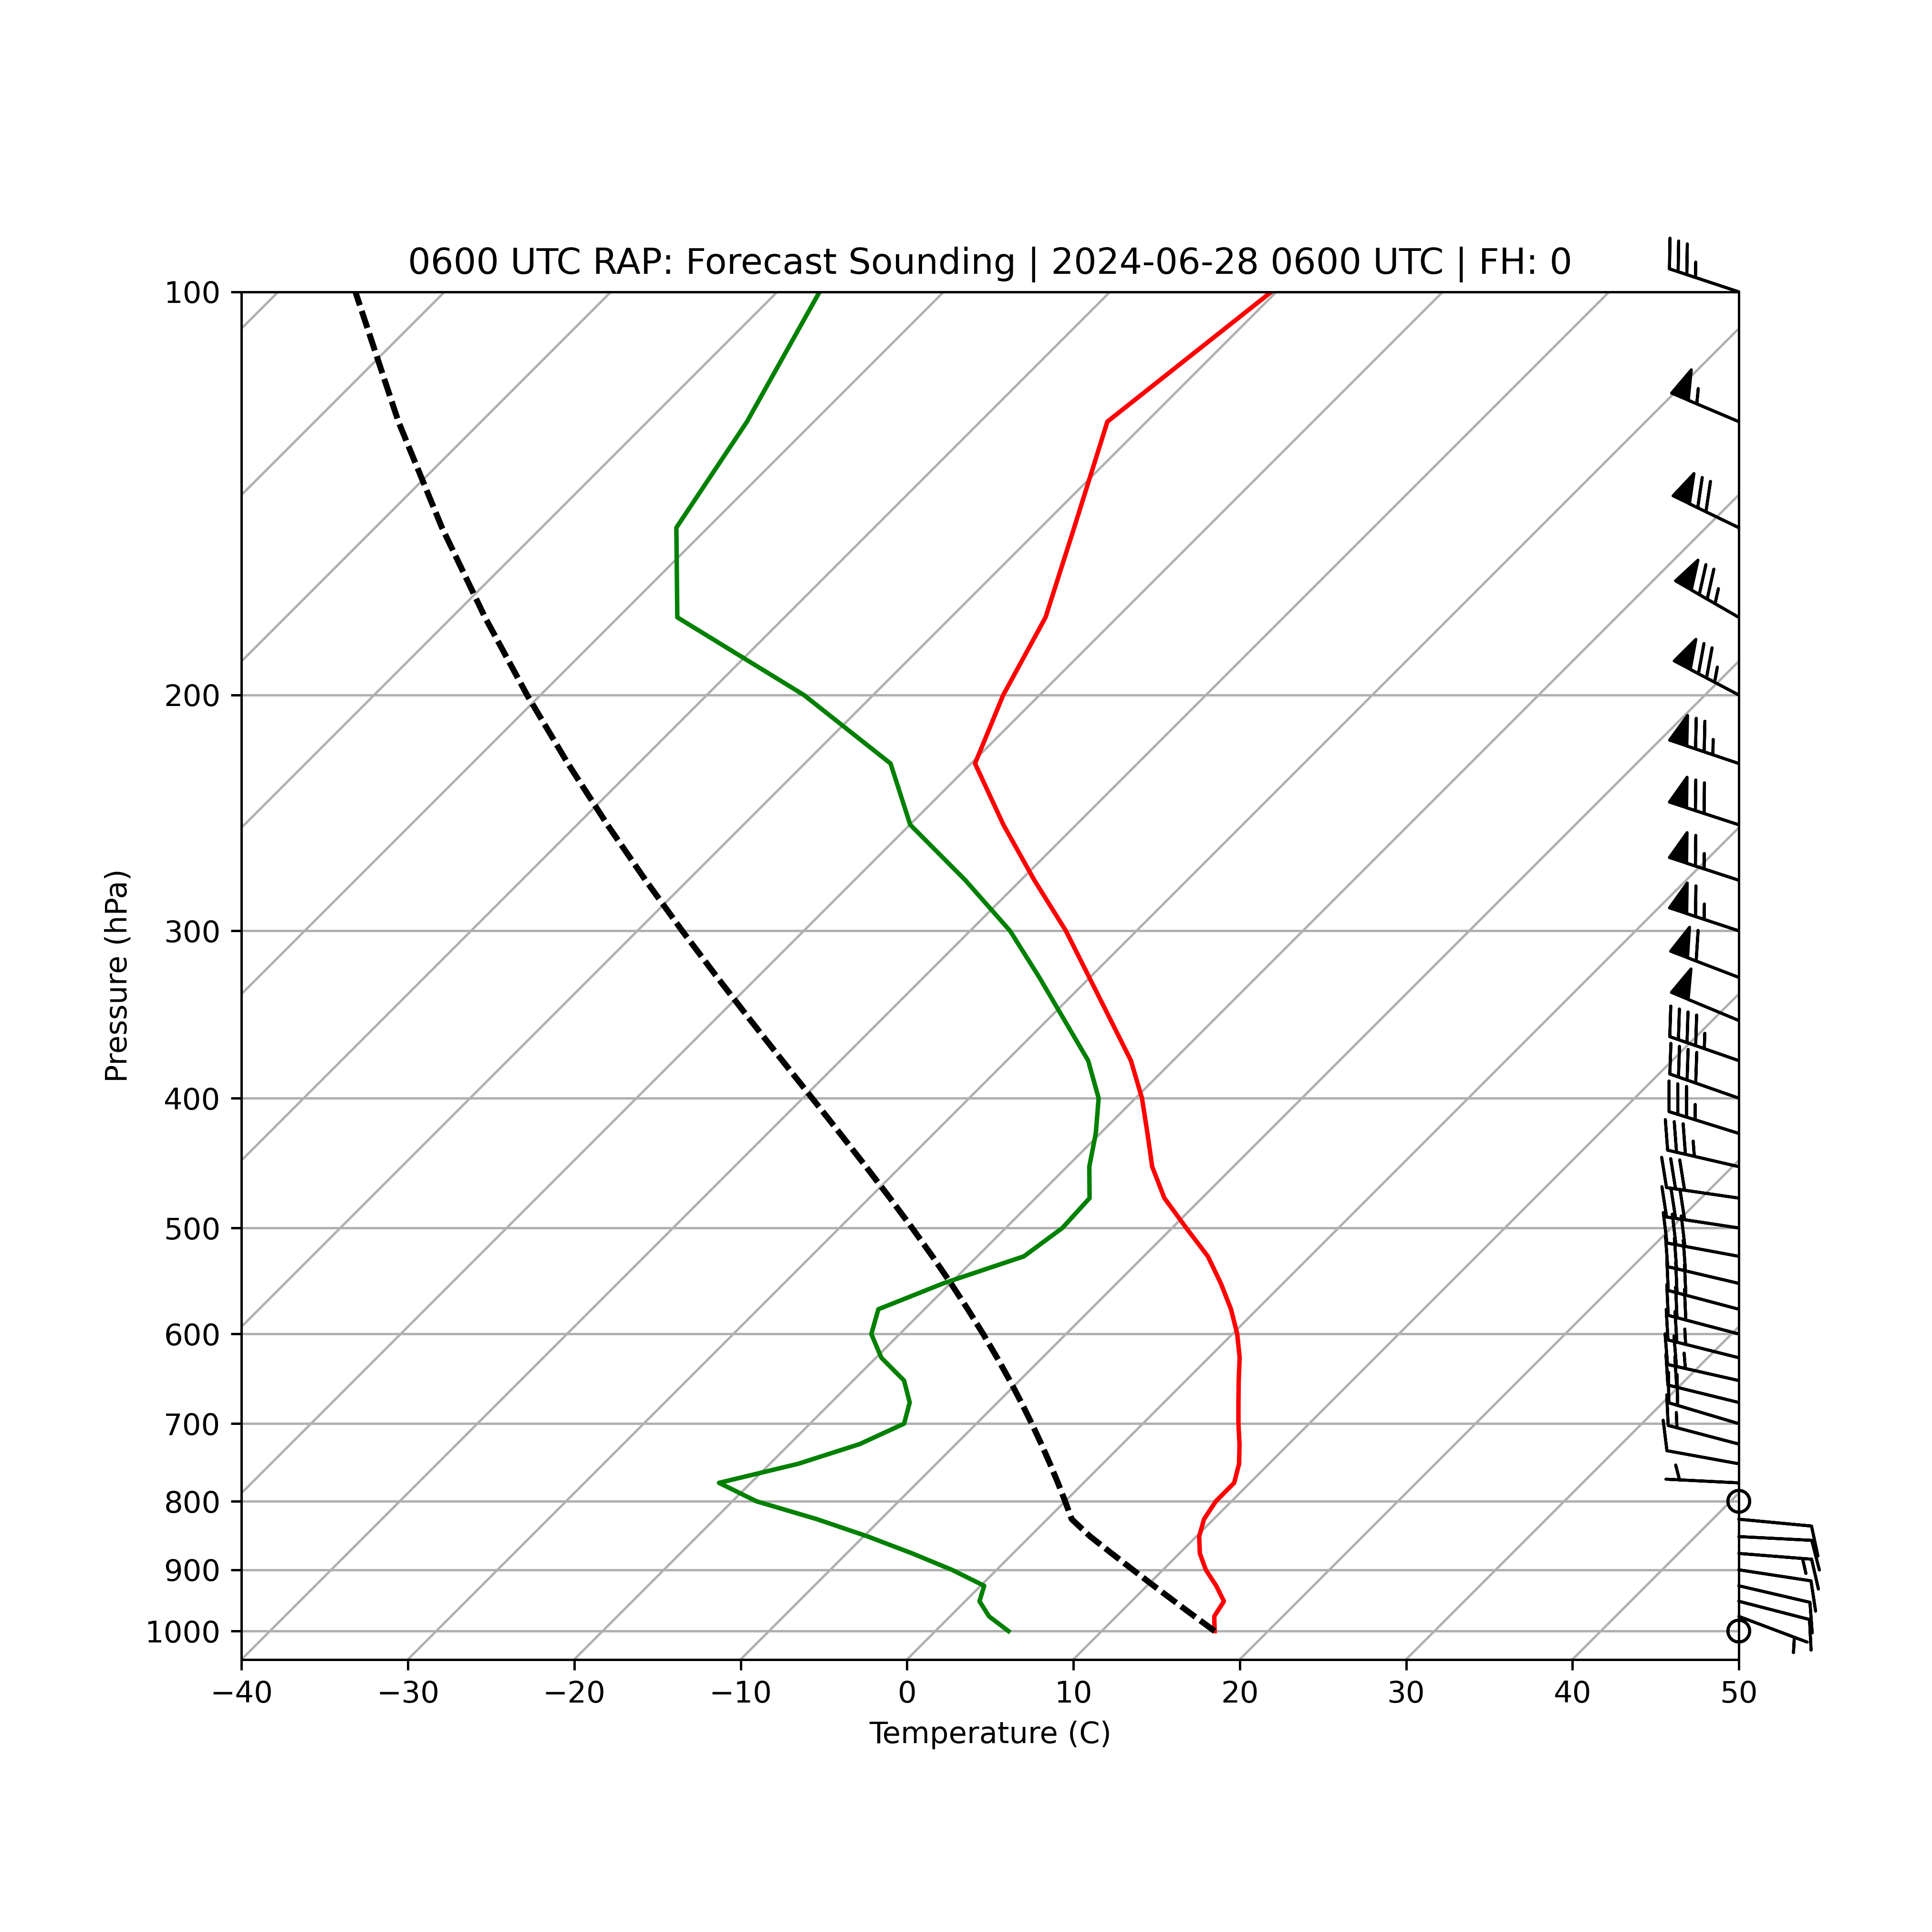 0600 UTC RAP: Forecast Sounding | 2024-06-28 0600 UTC | FH: 0
100
200
300
400
500
600
700
800
900
1000
Pressure (hPa)
−40 −30 −20 −10 0 10 20 30 40 50
Temperature (C)